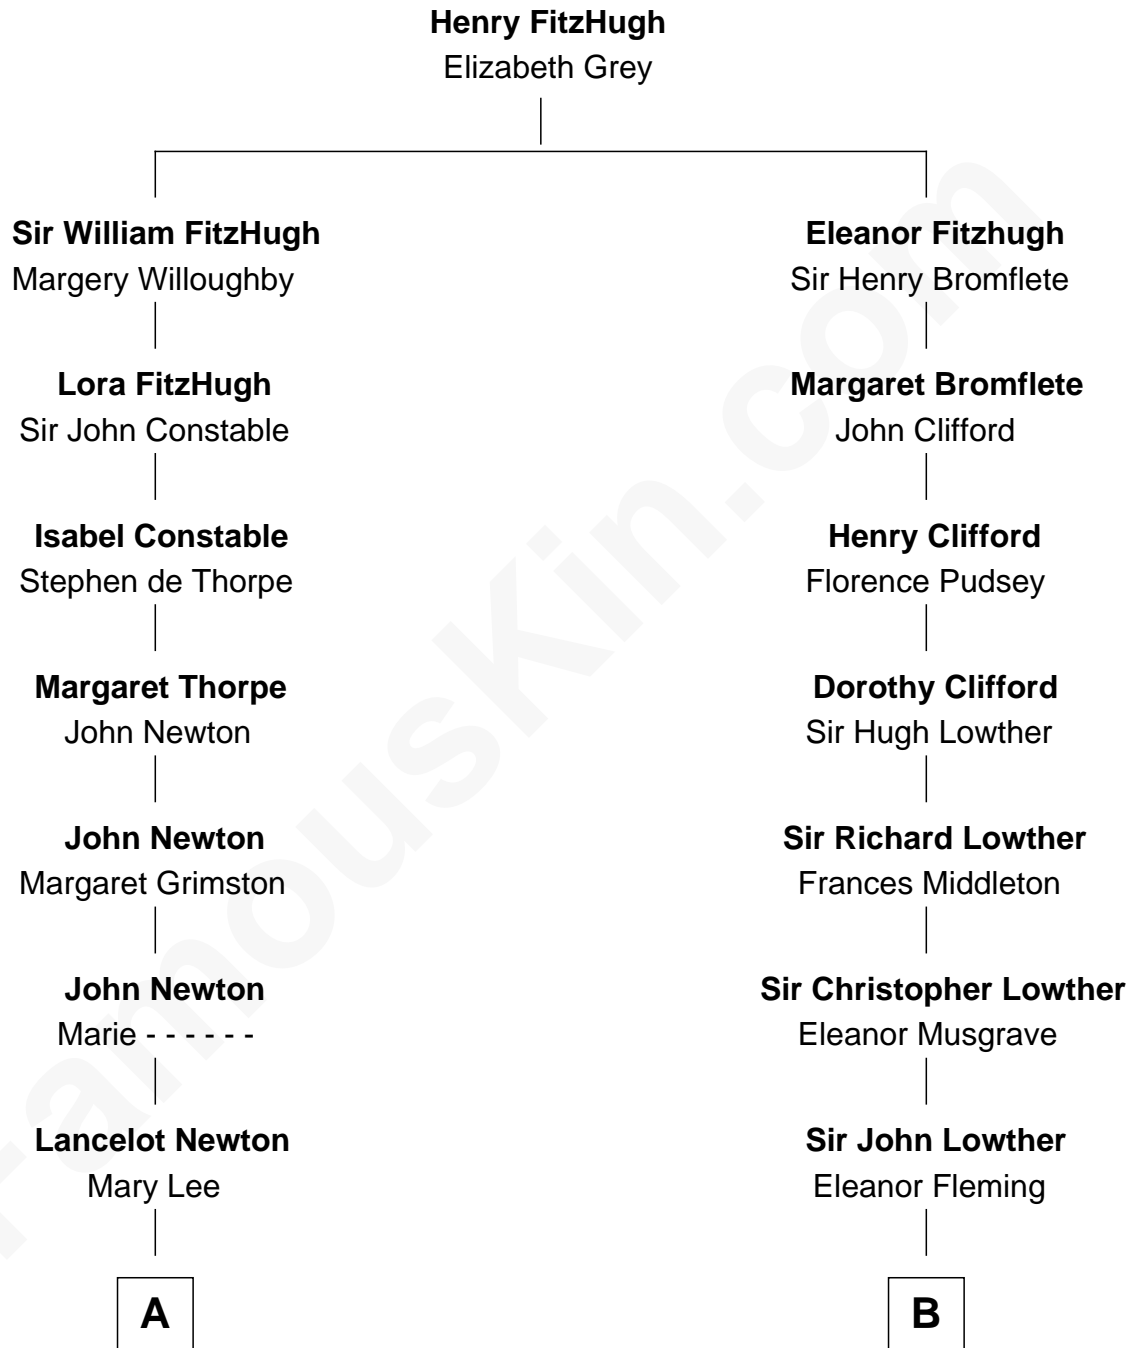 Henry FitzHugh
Elizabeth Grey
Sir William FitzHugh
Margery Willoughby
Eleanor Fitzhugh
Sir Henry Bromflete
Lora FitzHugh
Sir John Constable
Margaret Bromflete
John Clifford
Isabel Constable
Stephen de Thorpe
Henry Clifford
Florence Pudsey
Margaret Thorpe
John Newton
Dorothy Clifford
Sir Hugh Lowther
John Newton
Margaret Grimston
Sir Richard Lowther
Frances Middleton
John Newton
Marie - - - - - -
Sir Christopher Lowther
Eleanor Musgrave
Lancelot Newton
Mary Lee
Sir John Lowther
Eleanor Fleming
A
B
FamousKin.com